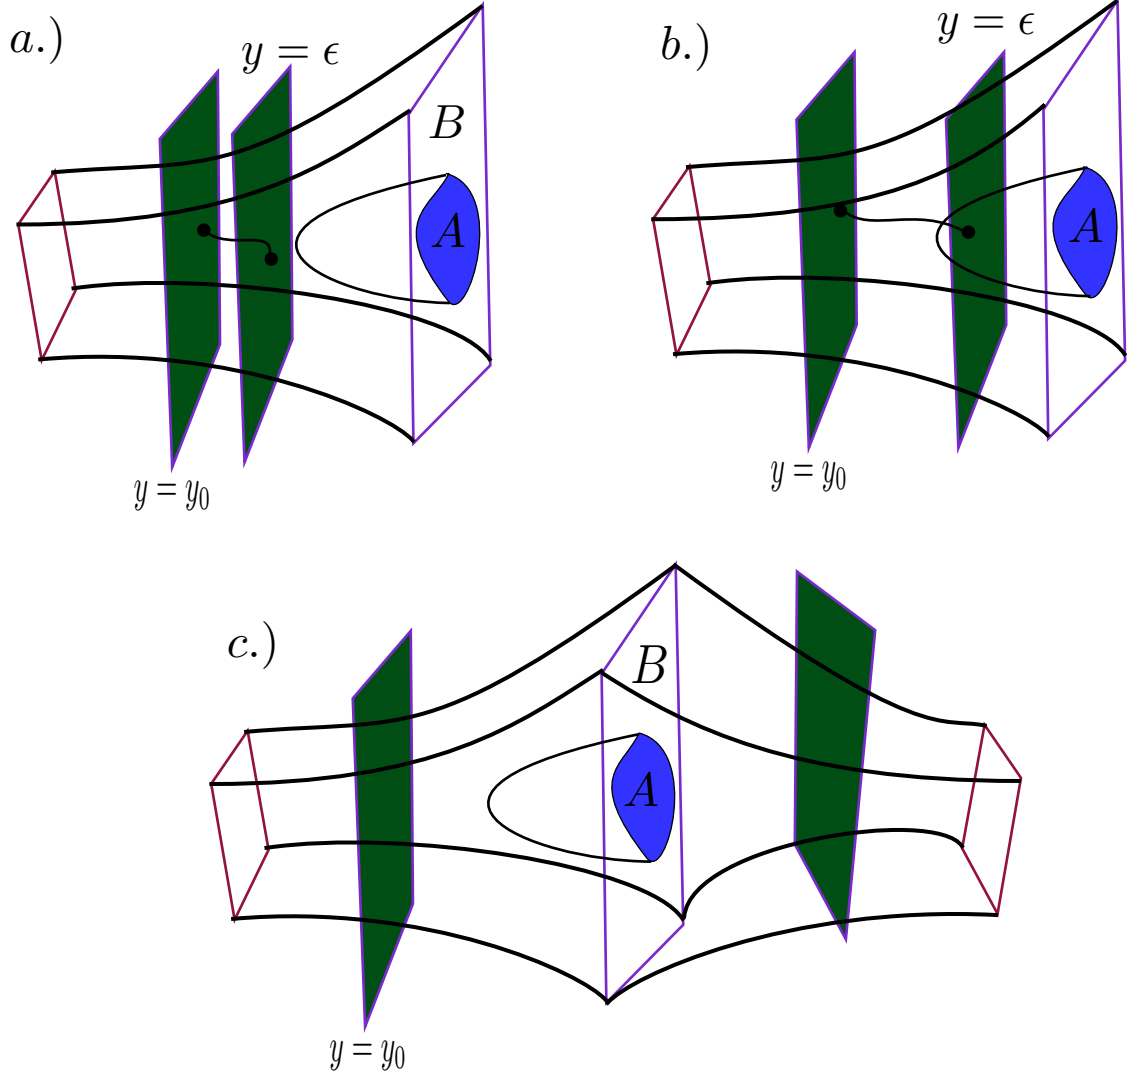 a.)
y = ϵ
B
A
y = y₀
b.)
y = ϵ
A
y = y₀
c.)
B
A
y = y₀